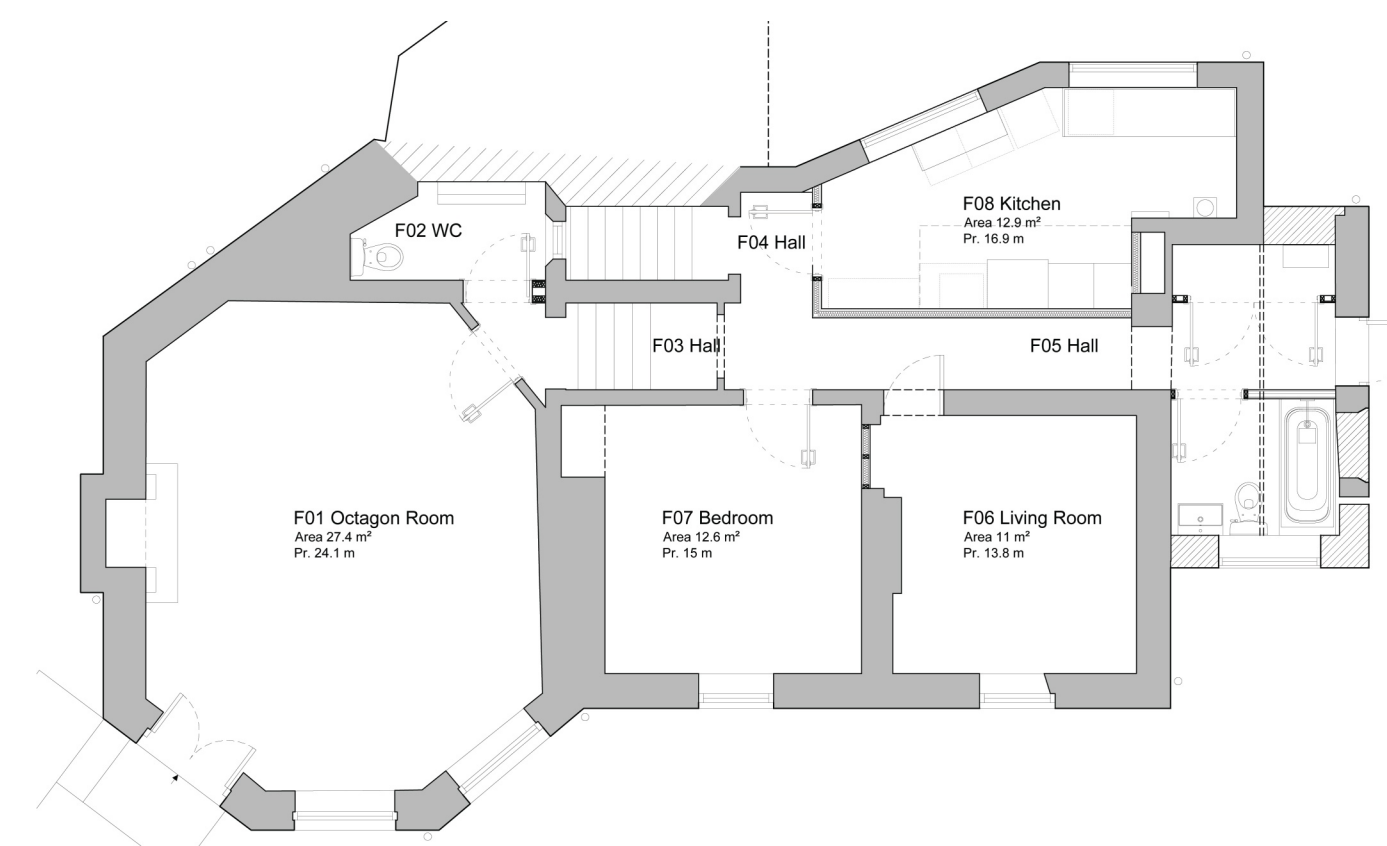 F08 Kitchen
Area 12.9 m²
Pr. 16.9 m
F02 WC
F04 Hall
F03 Hall
F05 Hall
F01 Octagon Room
Area 27.4 m²
Pr. 24.1 m
F07 Bedroom
Area 12.6 m²
Pr. 15 m
F06 Living Room
Area 11 m²
Pr. 13.8 m